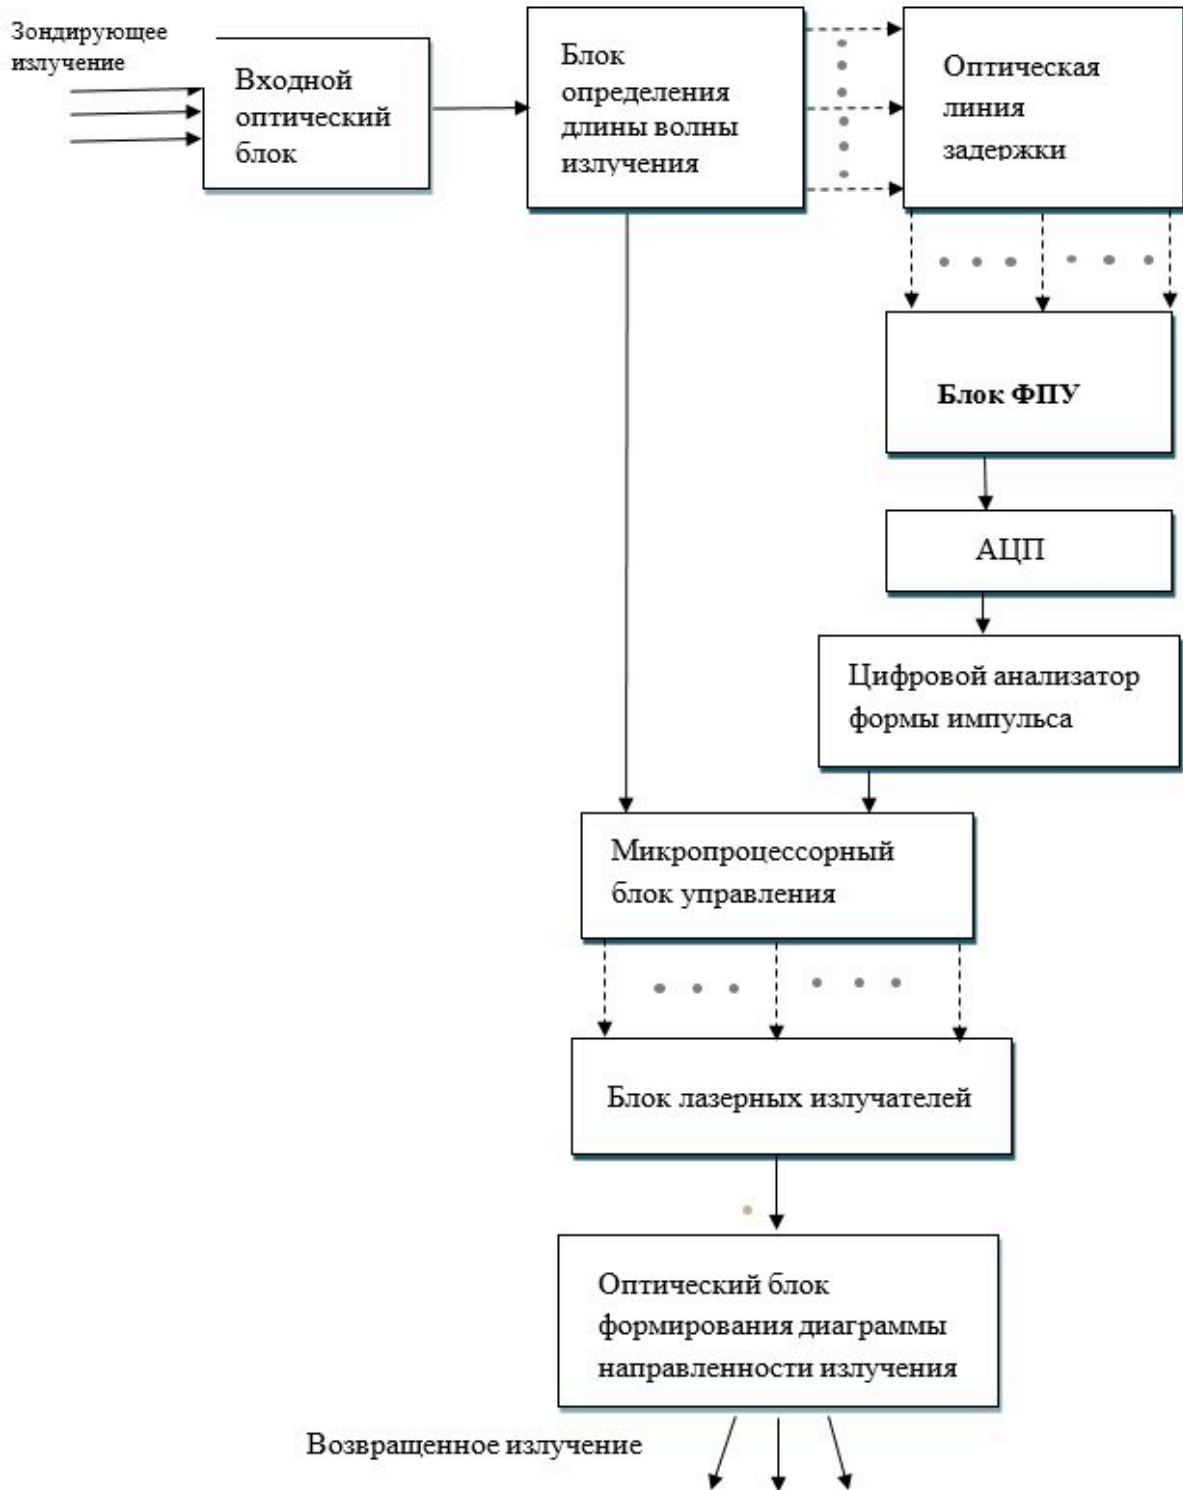 Зондирующее
излучение
Входной
оптический
блок
Блок
определения
длины волны
излучения
Оптическая
линия
задержки
Блок ФПУ
АЦП
Цифровой анализатор
формы импульса
Микропроцессорный
блок управления
Блок лазерных излучателей
Оптический блок
формирования диаграммы
направленности излучения
Возвращенное излучение